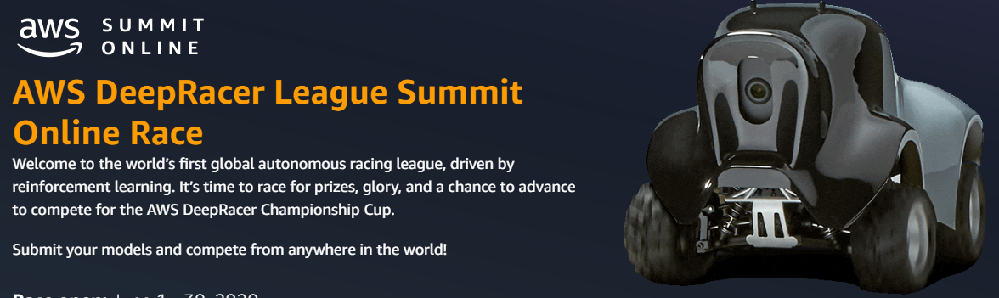 aws SUMMIT
ONLINE
AWS DeepRacer League Summit
Online Race
Welcome to the world's first global autonomous racing league, driven by
reinforcement learning. It's time to race for prizes, glory, and a chance to advance
to compete for the AWS DeepRacer Championship Cup.
Submit your models and compete from anywhere in the world!